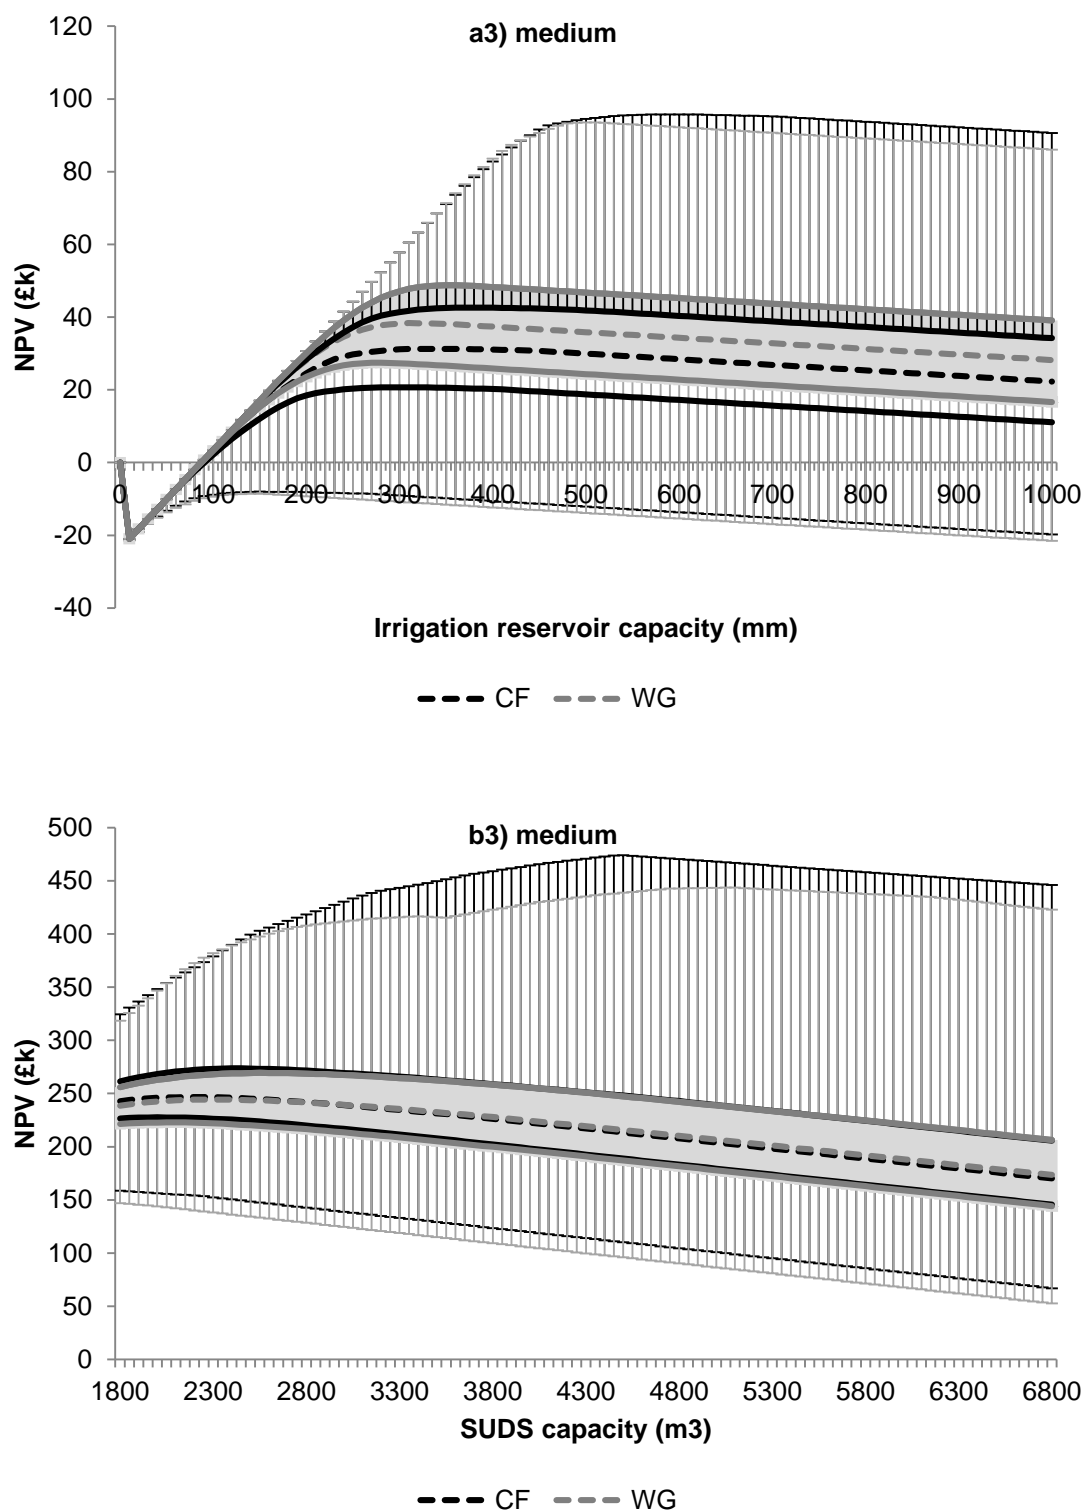 a3) medium
120
100
80
60
40
20
0
-20
-40
NPV (£k)
0 100 200 300 400 500 600 700 800 900 1000
Irrigation reservoir capacity (mm)
CF WG
b3) medium
500
450
400
350
300
250
200
150
100
50
0
NPV (£k)
1800 2300 2800 3300 3800 4300 4800 5300 5800 6300 6800
SUDS capacity (m3)
CF WG